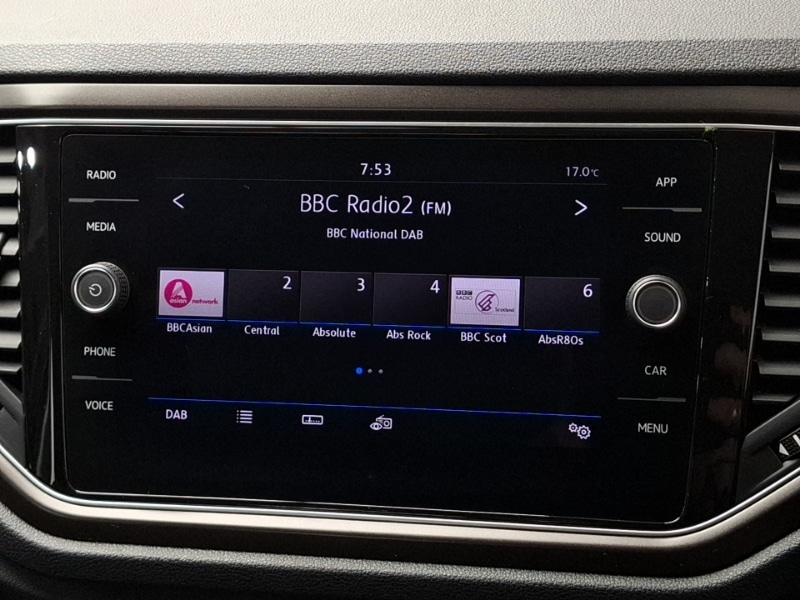 RADIO
MEDIA
PHONE
VOICE
7:53
17.0°C
< BBC Radio2 (FM) >
BBC National DAB
asian network
2
3
4
BBC RADIO Scotland
6
BBCAsian
Central
Absolute
Abs Rock
BBC Scot
AbsR80s
DAB
APP
SOUND
CAR
MENU